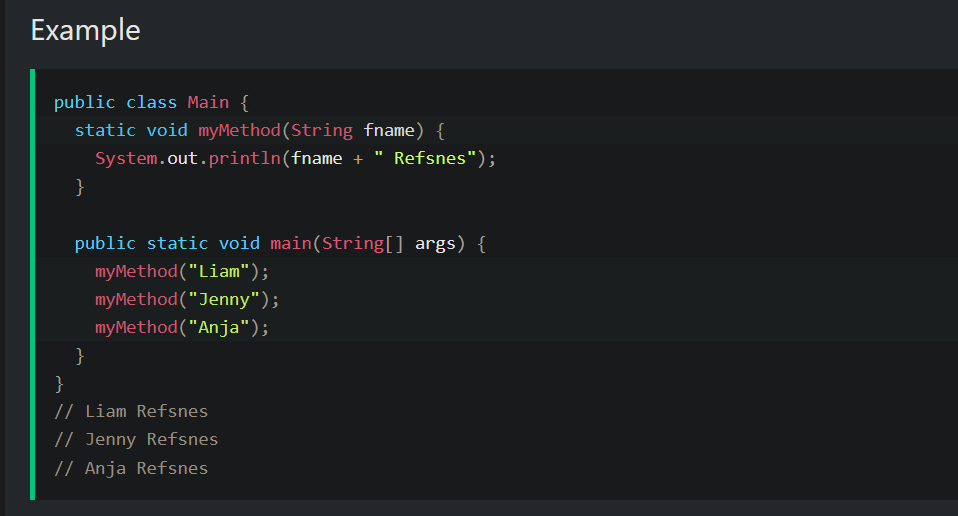 Example
public class Main {
  static void myMethod(String fname) {
    System.out.println(fname + " Refsnes");
  }

  public static void main(String[] args) {
    myMethod("Liam");
    myMethod("Jenny");
    myMethod("Anja");
  }
}
// Liam Refsnes
// Jenny Refsnes
// Anja Refsnes